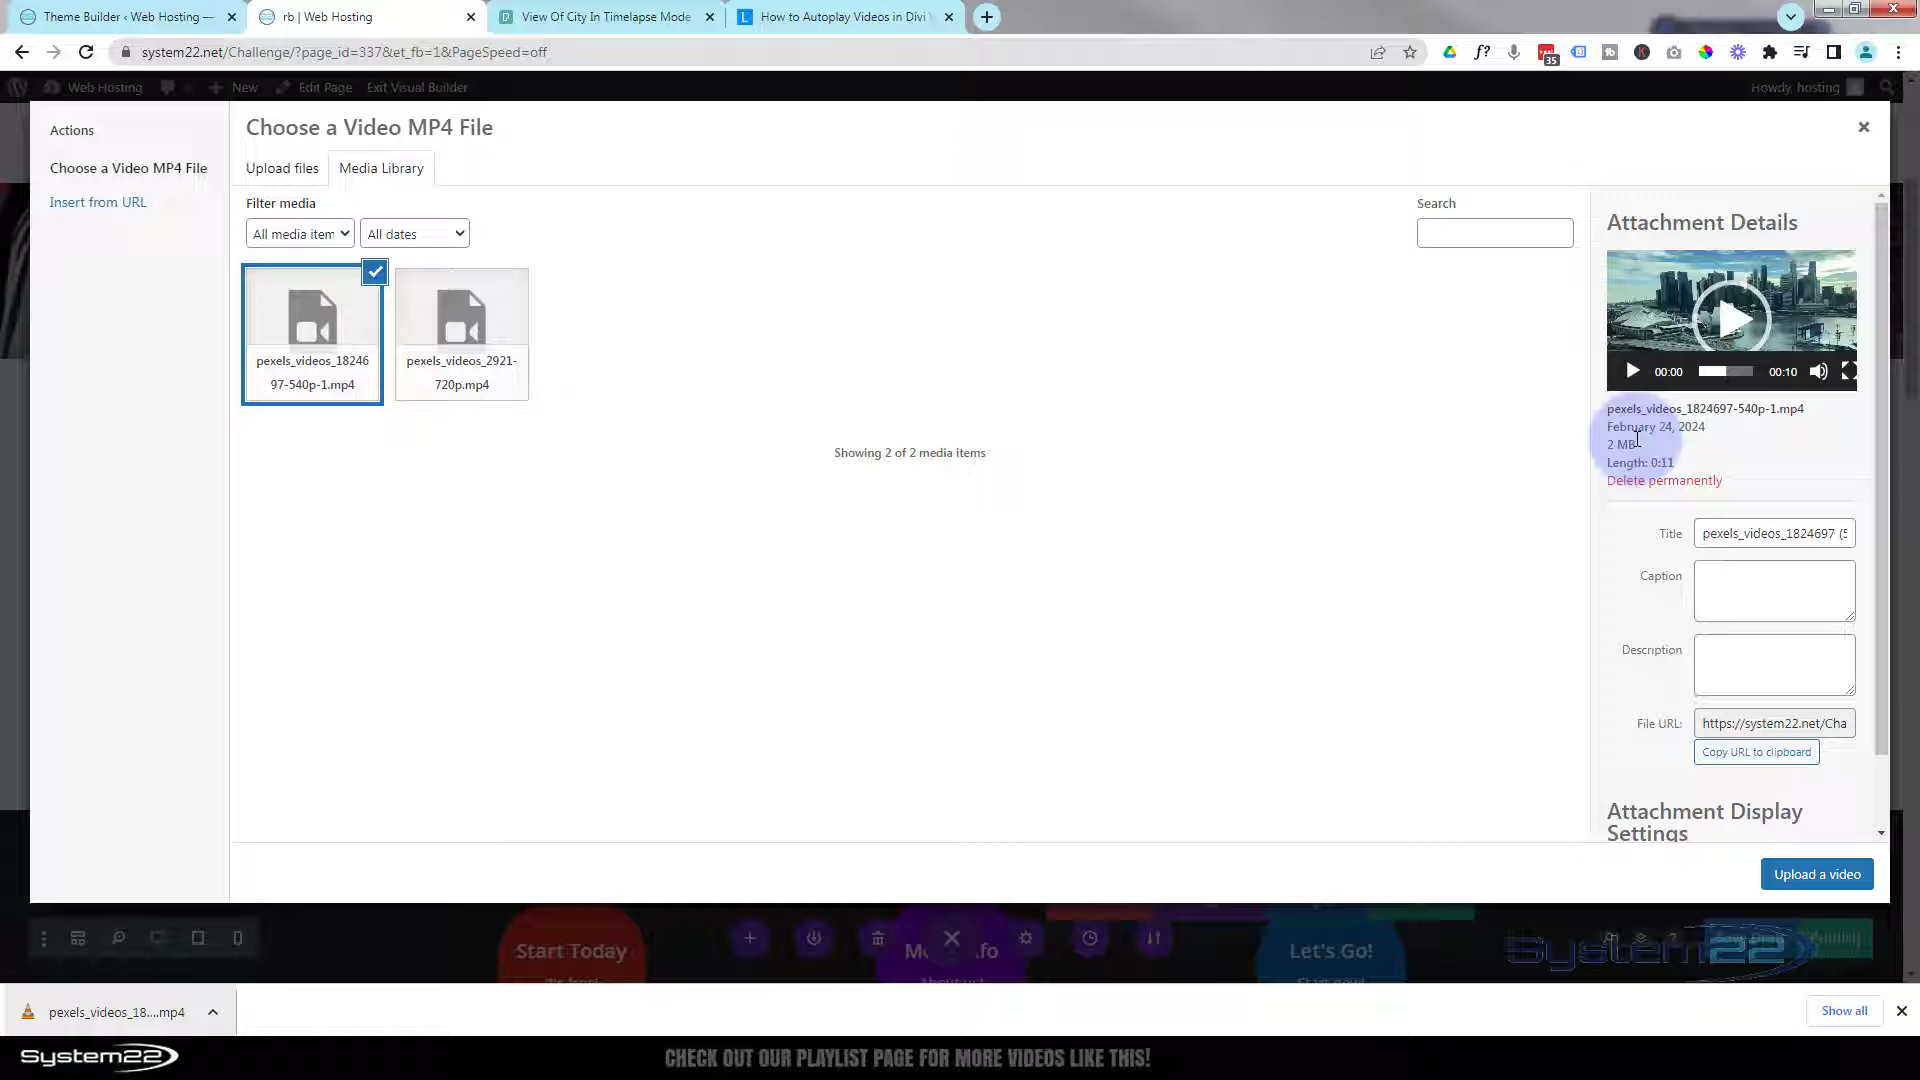 Theme Builder ‹ Web Hosting —
rb | Web Hosting
View Of City In Timelapse Mode
How to Autoplay Videos in Divi
system22.net/Challenge/?page_id=337&et_fb=1&PageSpeed=off
35
Web Hosting
New
Edit Page
Exit Visual Builder
Howdy, hosting
Actions
Choose a Video MP4 File
Insert from URL
Choose a Video MP4 File
Upload files
Media Library
Filter media
All media item
All dates
Search
pexels_videos_18246
97-540p-1.mp4
pexels_videos_2921-
720p.mp4
Showing 2 of 2 media items
Attachment Details
00:00
00:10
pexels_videos_1824697-540p-1.mp4
February 24, 2024
2 MB
Length: 0:11
Delete permanently
Title
pexels_videos_1824697 (5
Caption
Description
File URL:
https://system22.net/Cha
Copy URL to clipboard
Attachment Display
Settings
Upload a video
Start Today
Let's Go!
System22
pexels_videos_18....mp4
Show all
System22
CHECK OUT OUR PLAYLIST PAGE FOR MORE VIDEOS LIKE THIS!